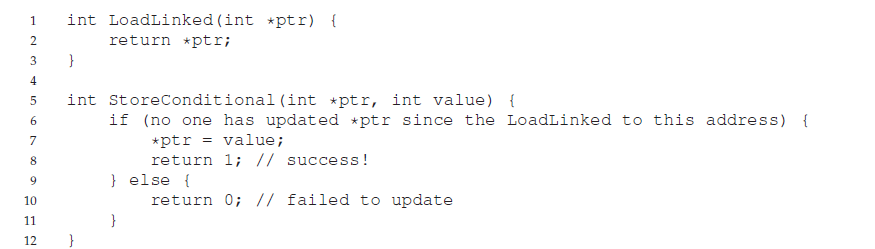 1 int LoadLinked(int *ptr) {
2 return *ptr;
3 }
4
5 int StoreConditional(int *ptr, int value) {
6 if (no one has updated *ptr since the LoadLinked to this address) {
7 *ptr = value;
8 return 1; // success!
9 } else {
10 return 0; // failed to update
11 }
12 }